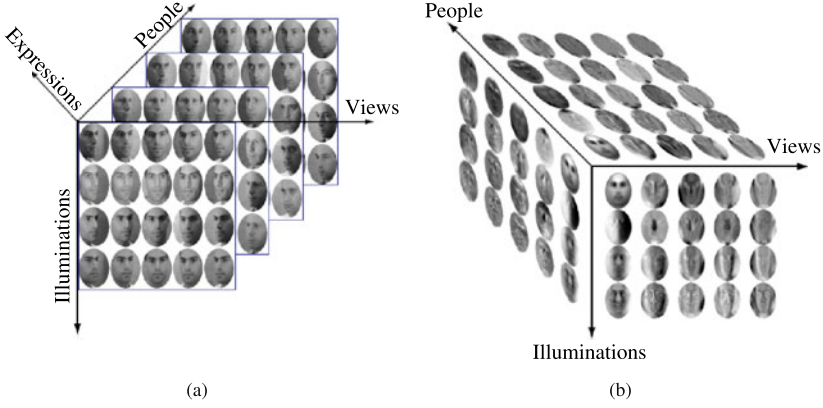 People
Expressions
Views
Illuminations
(a)
People
Views
Illuminations
(b)